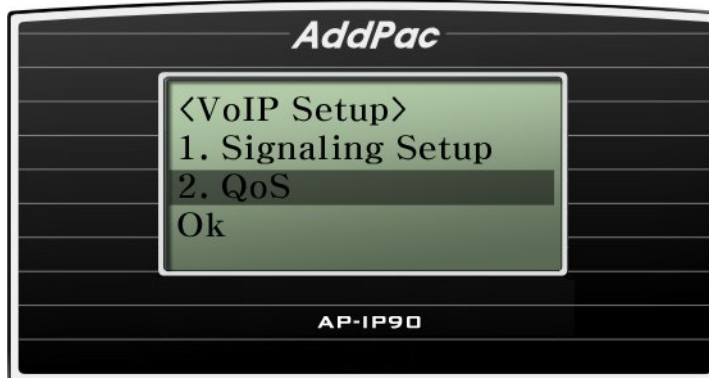 AddPac
<VoIP Setup>
1. Signaling Setup
2. QoS
Ok
AP-IP90